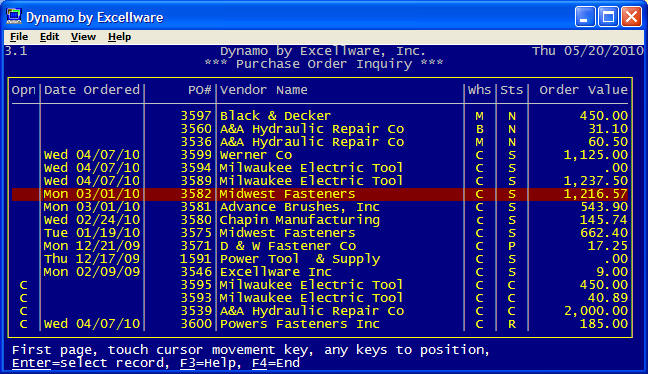 Dynamo by Excellware
File Edit View Help
3.1 Dynamo by Excellware, Inc. Thu 05/20/2010
*** Purchase Order Inquiry ***
Opn Date Ordered PO# Vendor Name Whs Sts Order Value
3597 Black & Decker M N 450.00
3560 A&A Hydraulic Repair Co B N 31.10
3536 A&A Hydraulic Repair Co M N 60.50
Wed 04/07/10 3599 Werner Co C S 1,125.00
Wed 04/07/10 3594 Milwaukee Electric Tool C S .00
Wed 04/07/10 3589 Milwaukee Electric Tool C S 1,237.50
Mon 03/01/10 3582 Midwest Fasteners C S 1,216.57
Mon 03/01/10 3581 Advance Brushes, Inc C S 543.90
Wed 02/24/10 3580 Chapin Manufacturing C S 145.74
Tue 01/19/10 3575 Midwest Fasteners C S 662.40
Mon 12/21/09 3571 D & W Fastener Co C P 17.25
Thu 12/17/09 1591 Power Tool & Supply C S .00
Mon 02/09/09 3546 Excellware Inc C S 9.00
C 3595 Milwaukee Electric Tool C C 450.00
C 3593 Milwaukee Electric Tool C C 40.89
C 3539 A&A Hydraulic Repair Co C C 2,000.00
C Wed 04/07/10 3600 Powers Fasteners Inc C R 185.00
First page, touch cursor movement key, any keys to position,
Enter=select record, F3=Help, F4=End